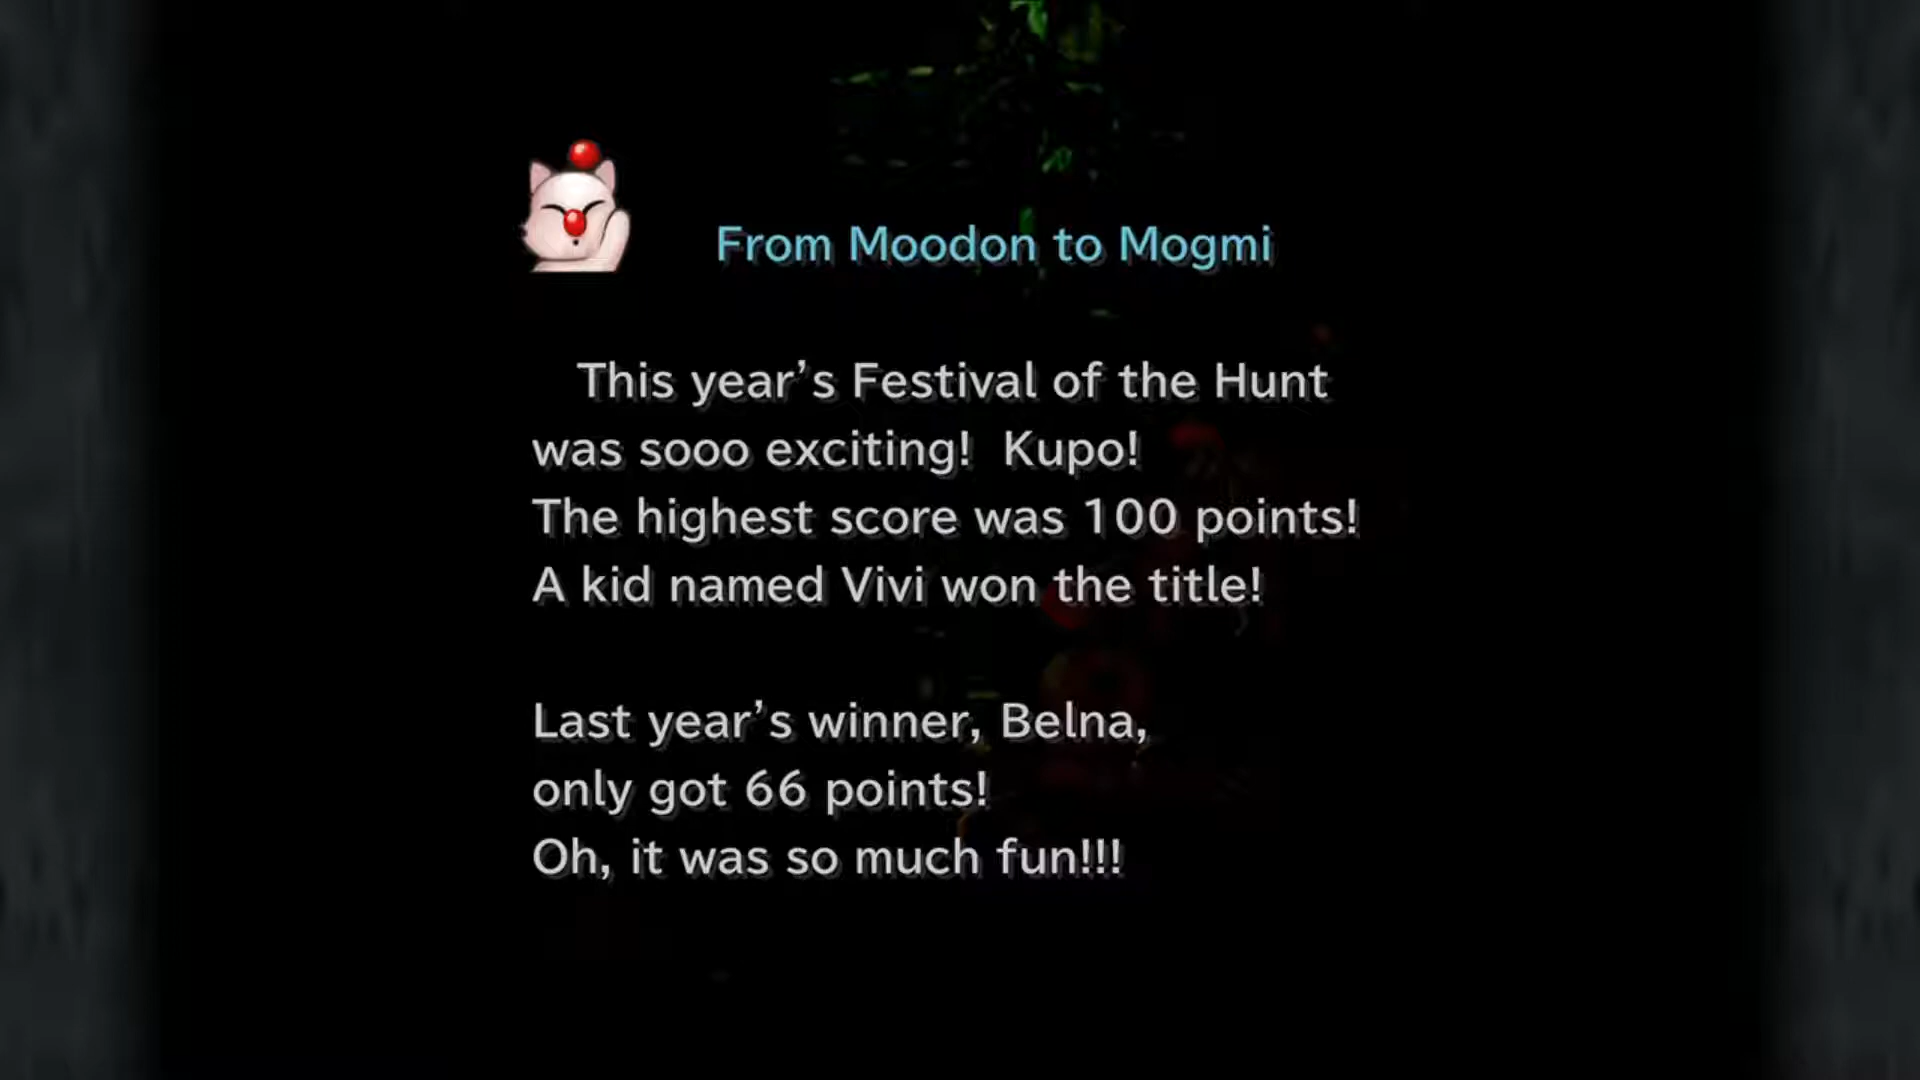 From Moodon to Mogmi
This year's Festival of the Hunt
was sooo exciting!  Kupo!
The highest score was 100 points!
A kid named Vivi won the title!
Last year's winner, Belna,
only got 66 points!
Oh, it was so much fun!!!